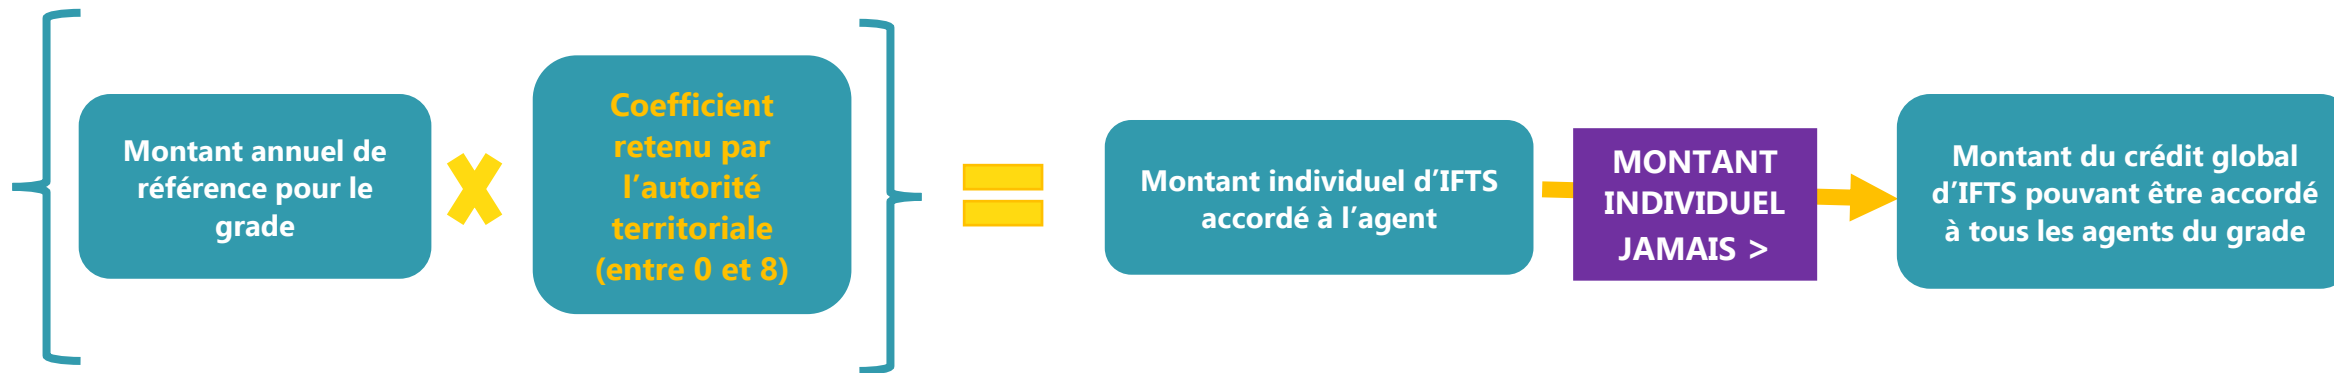 Montant annuel de
référence pour le
grade
Coefficient
retenu par
l’autorité
territoriale
(entre 0 et 8)
Montant individuel d’IFTS
accordé à l’agent
MONTANT
INDIVIDUEL
JAMAIS >
Montant du crédit global
d’IFTS pouvant être accordé
à tous les agents du grade